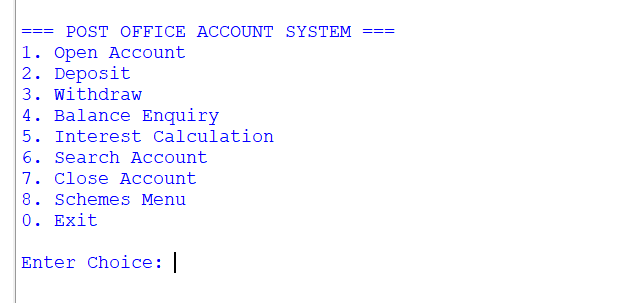 === POST OFFICE ACCOUNT SYSTEM ===
1. Open Account
2. Deposit
3. Withdraw
4. Balance Enquiry
5. Interest Calculation
6. Search Account
7. Close Account
8. Schemes Menu
0. Exit
Enter Choice: